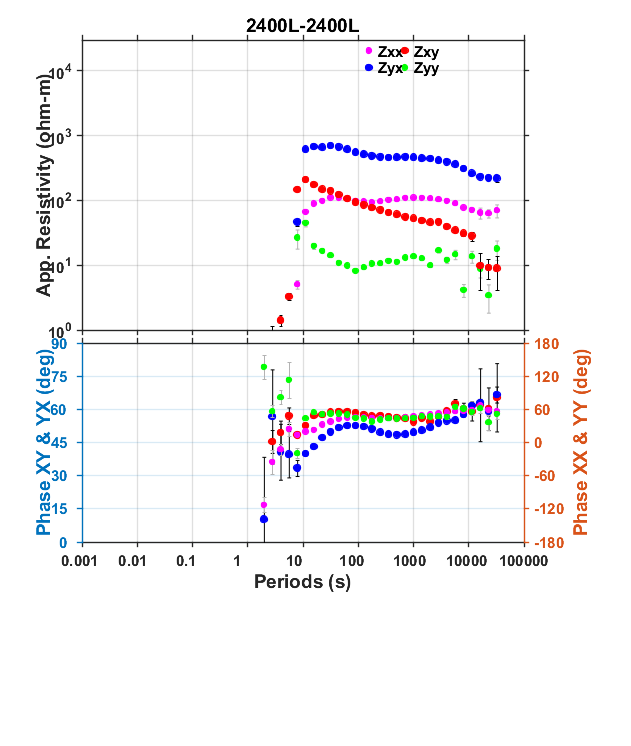 2400L-2400L
Zxx Zxy
Zyx Zyy
App. Resistivity (ohm-m)
10^4
10^3
10^2
10^1
10^0
Phase XY & YX (deg)
90
75
60
45
30
15
0
180
120
60
0
-60
-120
-180
Phase XX & YY (deg)
0.001 0.01 0.1 1 10 100 1000 10000 100000
Periods (s)